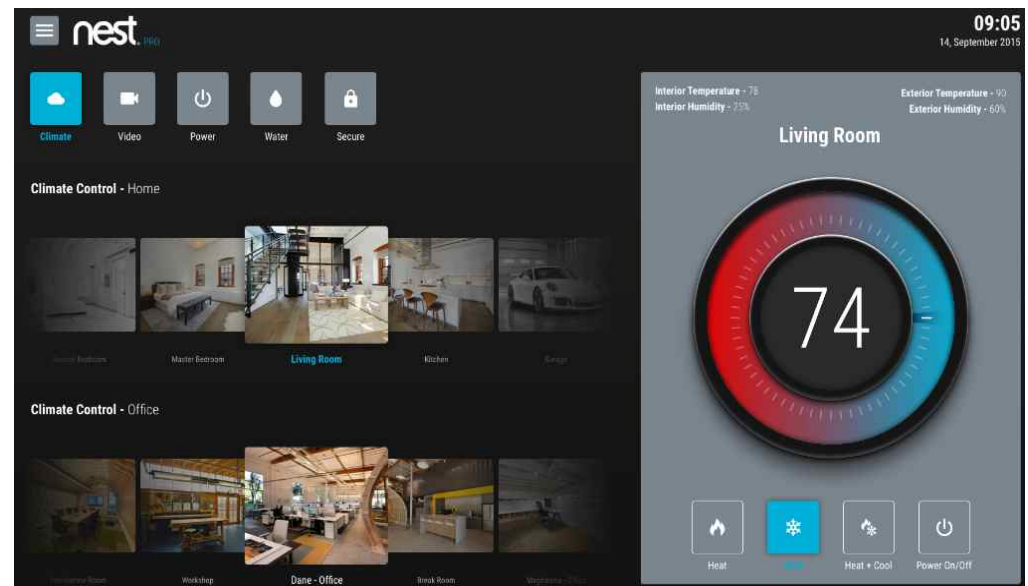 nest. PRO
09:05
14, September 2015
Climate
Video
Power
Water
Secure
Interior Temperature - 78
Interior Humidity - 25%
Exterior Temperature - 90
Exterior Humidity - 60%
Living Room
Climate Control - Home
74
Master Bedroom
Living Room
Kitchen
Garage
Climate Control - Office
Workshop
Dane - Office
Break Room
Heat
Heat + Cool
Power On/Off